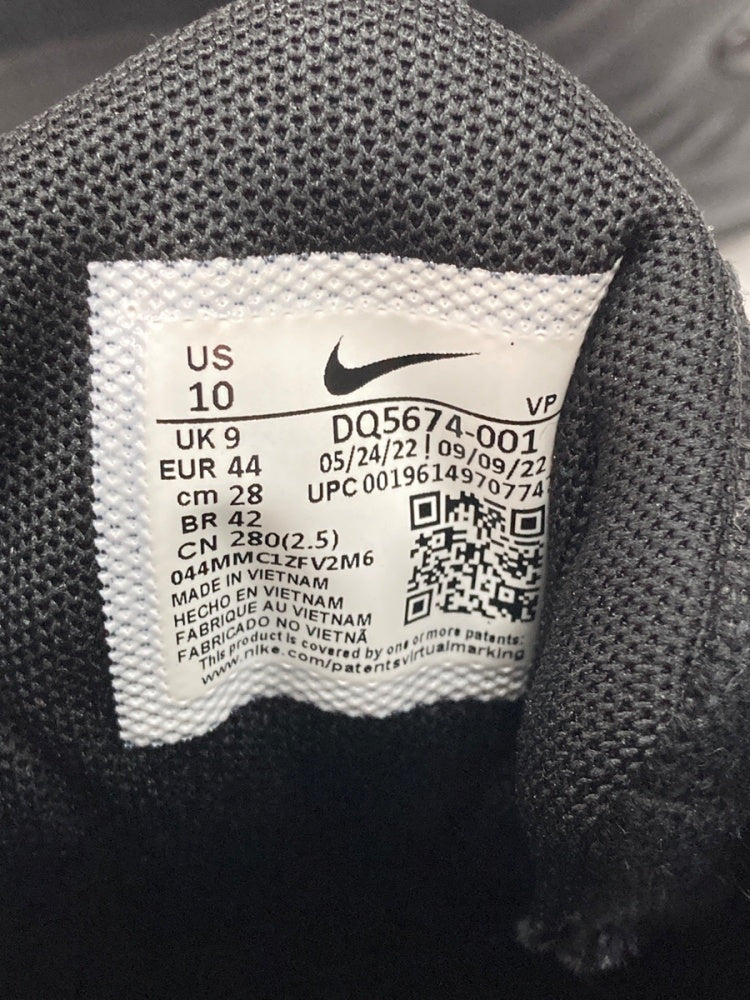 US
10
VP
UK 9
EUR 44
cm 28
BR 42
CN 280(2.5)
DQ5674-001
05/24/22 | 09/09/22
UPC 00196149707747
044MMC1ZFV2M6
MADE IN VIETNAM
HECHO EN VIETNAM
FABRIQUE AU VIETNAM
FABRICADO NO VIETNÃ
This product is covered by one or more patents:
www.nike.com/patentsvirtualmarking